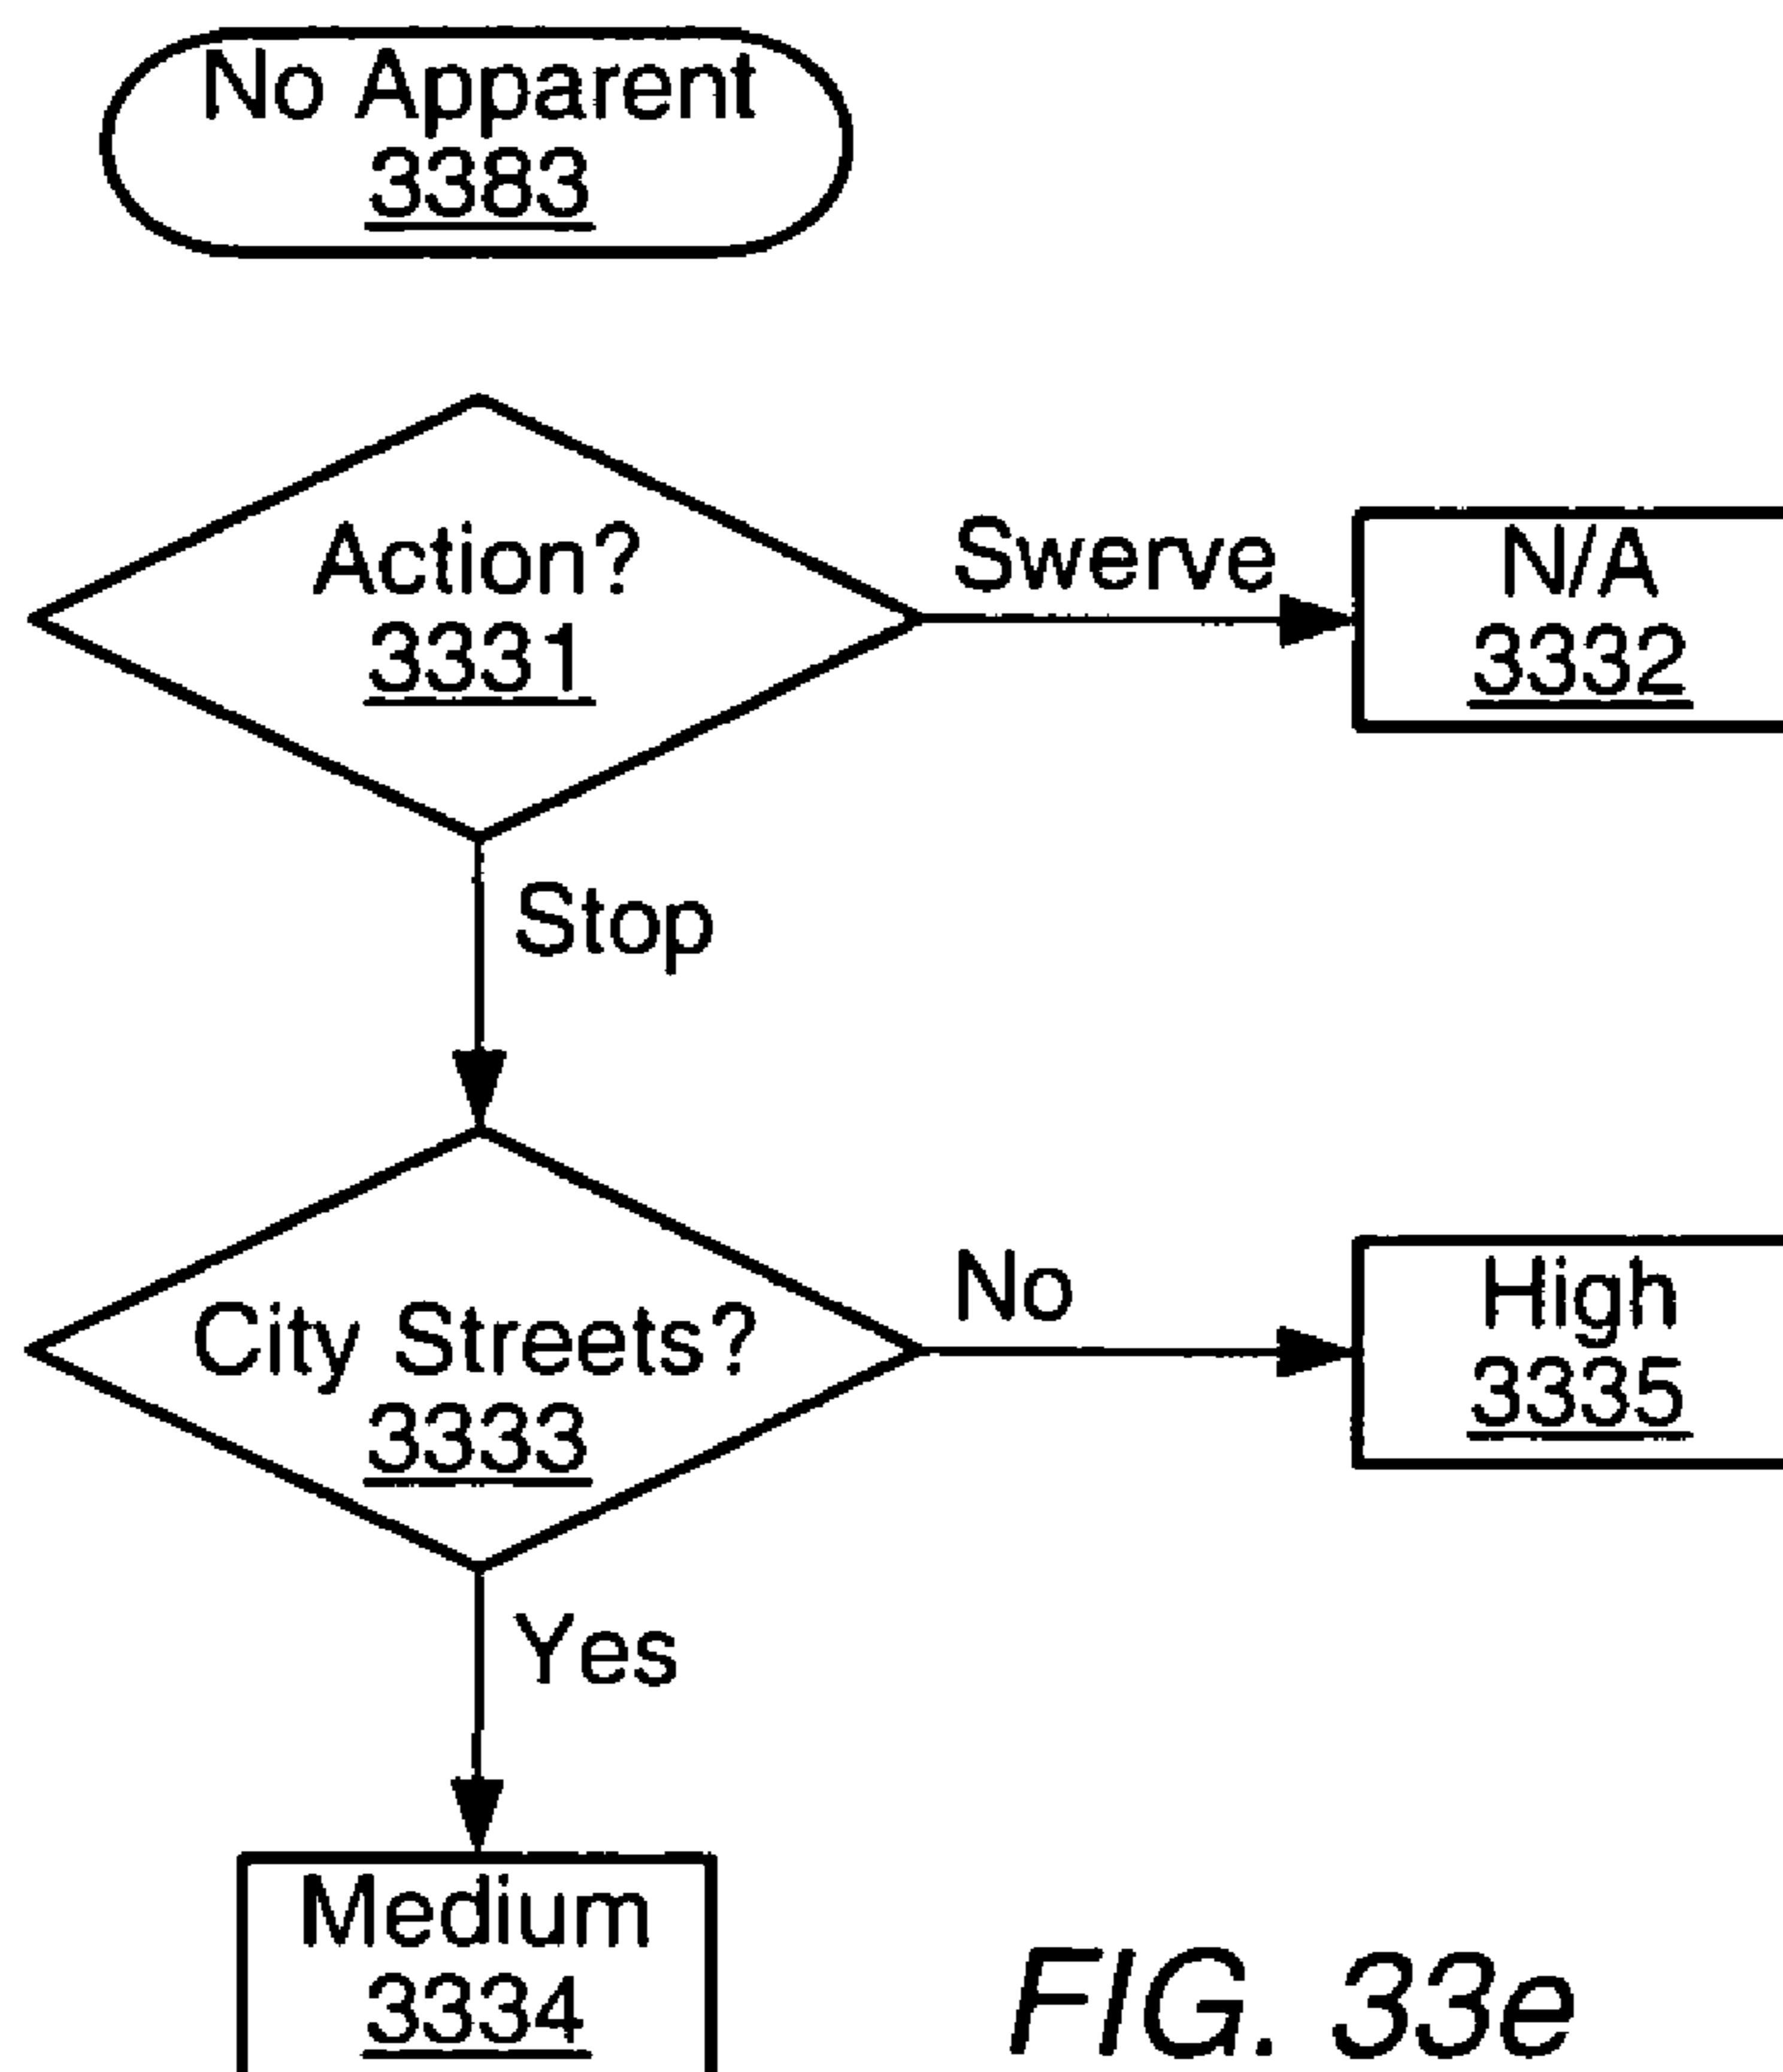 No Apparent
3383
Action?
3331
Swerve
N/A
3332
Stop
City Streets?
3333
No
High
3335
Yes
Medium
3334
FIG. 33e